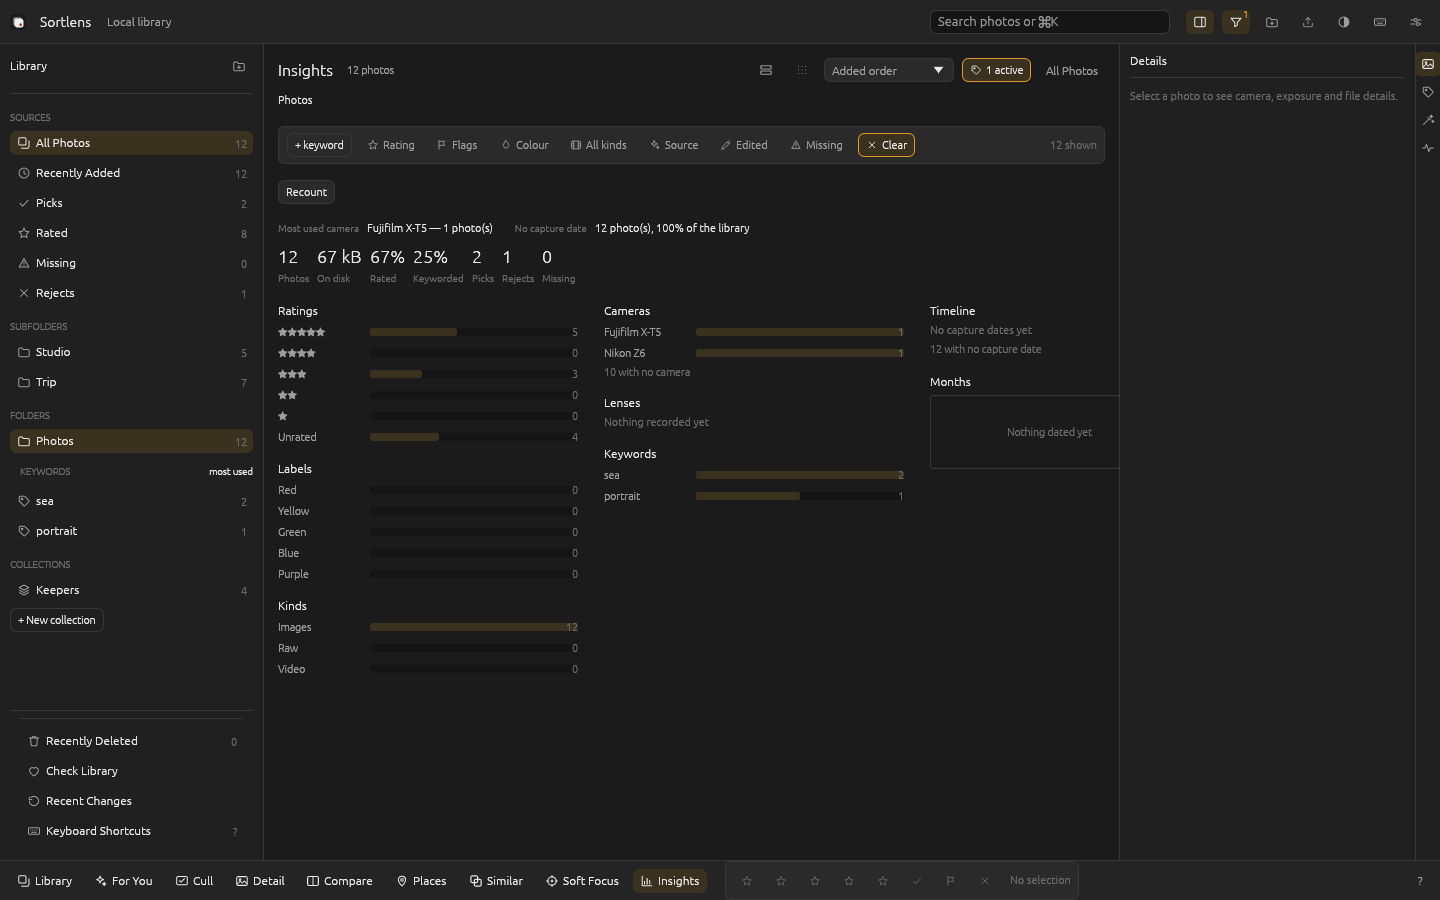 Sortlens Local library Search photos or ⌘K 1
Library
SOURCES
All Photos 12
Recently Added 12
Picks 2
Rated 8
Missing 0
Rejects 1
SUBFOLDERS
Studio 5
Trip 7
FOLDERS
Photos 12
KEYWORDS most used
sea 2
portrait 1
COLLECTIONS
Keepers 4
+ New collection
Recently Deleted 0
Check Library
Recent Changes
Keyboard Shortcuts ?
Insights 12 photos Added order 1 active All Photos
Photos
+ keyword Rating Flags Colour All kinds Source Edited Missing Clear 12 shown
Recount
Most used camera Fujifilm X-T5 — 1 photo(s) No capture date 12 photo(s), 100% of the library
12 67 kB 67% 25% 2 1 0
Photos On disk Rated Keyworded Picks Rejects Missing
Ratings
★★★★★ 5
★★★★ 0
★★★ 3
★★ 0
★ 0
Unrated 4
Labels
Red 0
Yellow 0
Green 0
Blue 0
Purple 0
Kinds
Images 12
Raw 0
Video 0
Cameras
Fujifilm X-T5 1
Nikon Z6 1
10 with no camera
Lenses
Nothing recorded yet
Keywords
sea 2
portrait 1
Timeline
No capture dates yet
12 with no capture date
Months
Nothing dated yet
Details
Select a photo to see camera, exposure and file details.
Library For You Cull Detail Compare Places Similar Soft Focus Insights No selection ?